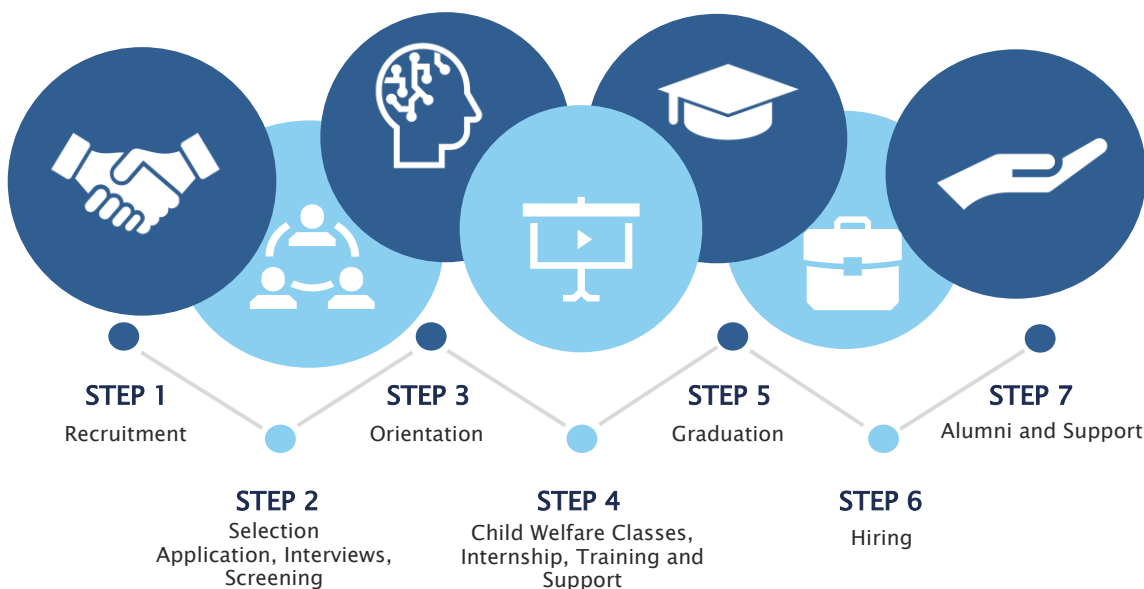 STEP 1
Recruitment
STEP 2
Selection
Application, Interviews,
Screening
STEP 3
Orientation
STEP 4
Child Welfare Classes,
Internship, Training and
Support
STEP 5
Graduation
STEP 6
Hiring
STEP 7
Alumni and Support